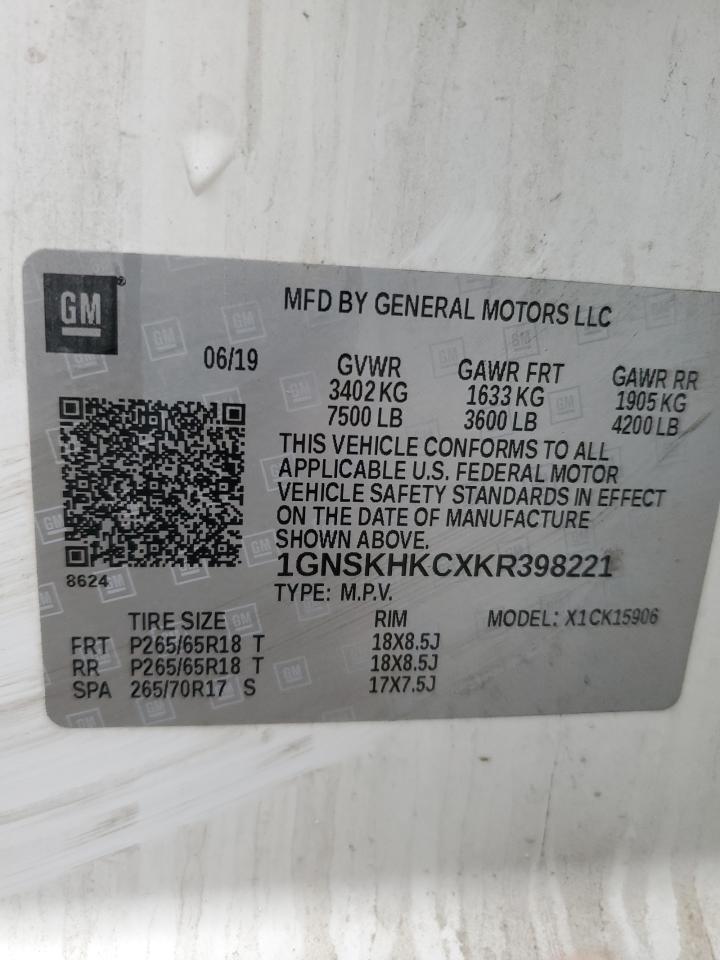 GM ®
MFD BY GENERAL MOTORS LLC
06/19
GVWR GAWR FRT GAWR RR
3402 KG 1633 KG 1905 KG
7500 LB 3600 LB 4200 LB
THIS VEHICLE CONFORMS TO ALL
APPLICABLE U.S. FEDERAL MOTOR
VEHICLE SAFETY STANDARDS IN EFFECT
ON THE DATE OF MANUFACTURE
SHOWN ABOVE.
1GNSKHKCXKR398221
8624
TYPE: M.P.V.
TIRE SIZE RIM MODEL: X1CK15906
FRT P265/65R18 T 18X8.5J
RR P265/65R18 T 18X8.5J
SPA 265/70R17 S 17X7.5J